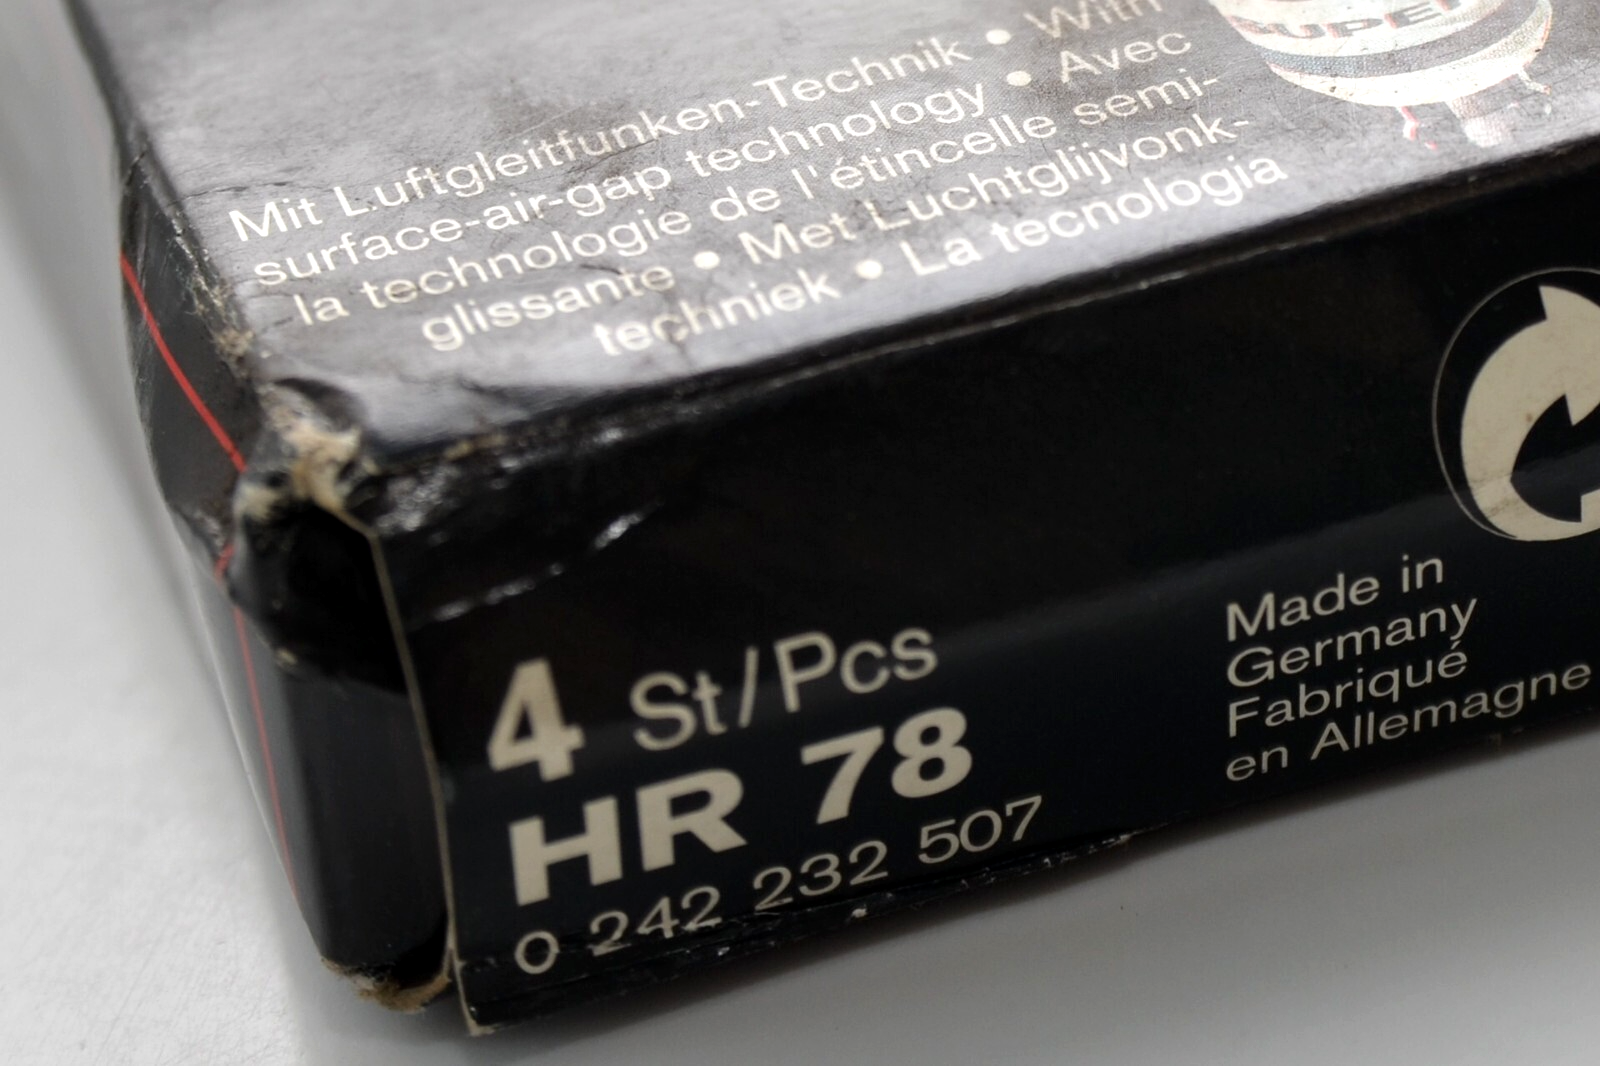 Mit Luftgleitfunken-Technik • With
surface-air-gap technology • Avec
la technologie de l'étincelle semi-
glissante • Met Luchtglijvonk-
techniek • La tecnologia
SUPER
4 St/Pcs
HR 78
0 242 232 507
Made in
Germany
Fabriqué
en Allemagne